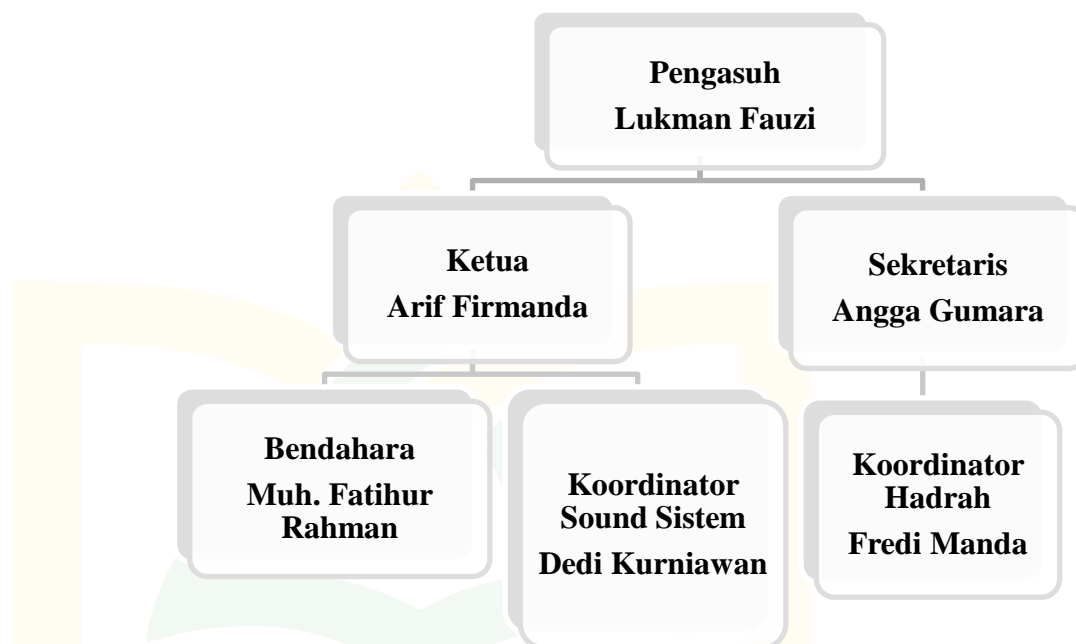 Pengasuh
Lukman Fauzi
Ketua
Arif Firmanda
Sekretaris
Angga Gumara
Bendahara
Muh. Fatihur
Rahman
Koordinator
Sound Sistem
Dedi Kurniawan
Koordinator
Hadrah
Fredi Manda